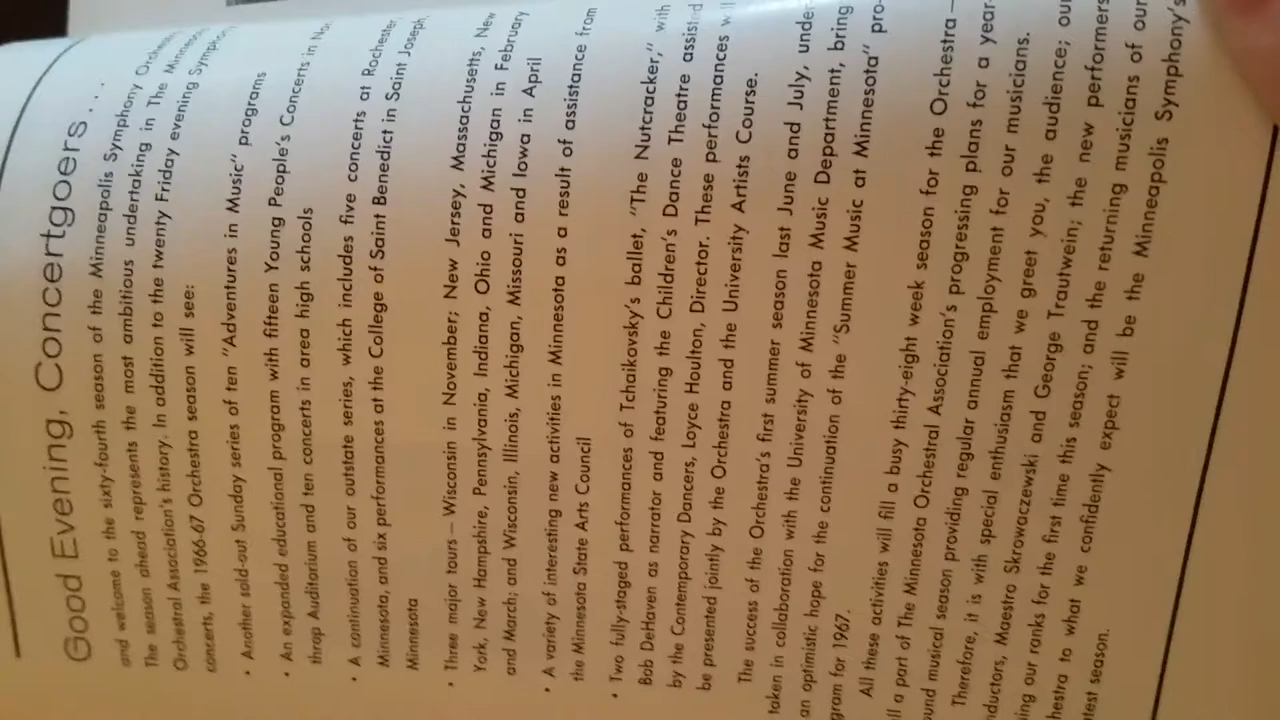 Good Evening, Concertgoers...
and welcome to the sixty-fourth season of the Minneapolis Symphony
The season ahead represents the most ambitious undertaking in The
Orchestral Association's history. In addition to the twenty Friday evening
concerts, the 1966-67 Orchestra season will see:
• Another sold-out Sunday series of ten "Adventures in Music" programs
• An expanded educational program with fifteen Young People's Concerts in
throp Auditorium and ten concerts in area high schools
• A continuation of our outstate series, which includes five concerts at Rochester
Minnesota, and six performances at the College of Saint Benedict in Saint Joseph
Minnesota
• Three major tours — Wisconsin in November; New Jersey, Massachusetts, New
York, New Hampshire, Pennsylvania, Indiana, Ohio and Michigan in February
and March; and Wisconsin, Illinois, Michigan, Missouri and Iowa in April
• A variety of interesting new activities in Minnesota as a result of assistance from
the Minnesota State Arts Council
• Two fully-staged performances of Tchaikovsky's ballet, "The Nutcracker," with
Bob DeHaven as narrator and featuring the Children's Dance Theatre assisted
by the Contemporary Dancers, Loyce Houlton, Director. These performances will
be presented jointly by the Orchestra and the University Artists Course.
The success of the Orchestra's first summer season last June and July, under-
taken in collaboration with the University of Minnesota Music Department, bring
an optimistic hope for the continuation of the "Summer Music at Minnesota" pro-
gram for 1967.
All these activities will fill a busy thirty-eight week season for the Orchestra —
ll a part of The Minnesota Orchestral Association's progressing plans for a year-
und musical season providing regular annual employment for our musicians.
Therefore, it is with special enthusiasm that we greet you, the audience; our
nductors, Maestro Skrowaczewski and George Trautwein; the new performers
ing our ranks for the first time this season; and the returning musicians of our
hestra to what we confidently expect will be the Minneapolis Symphony's
test season.